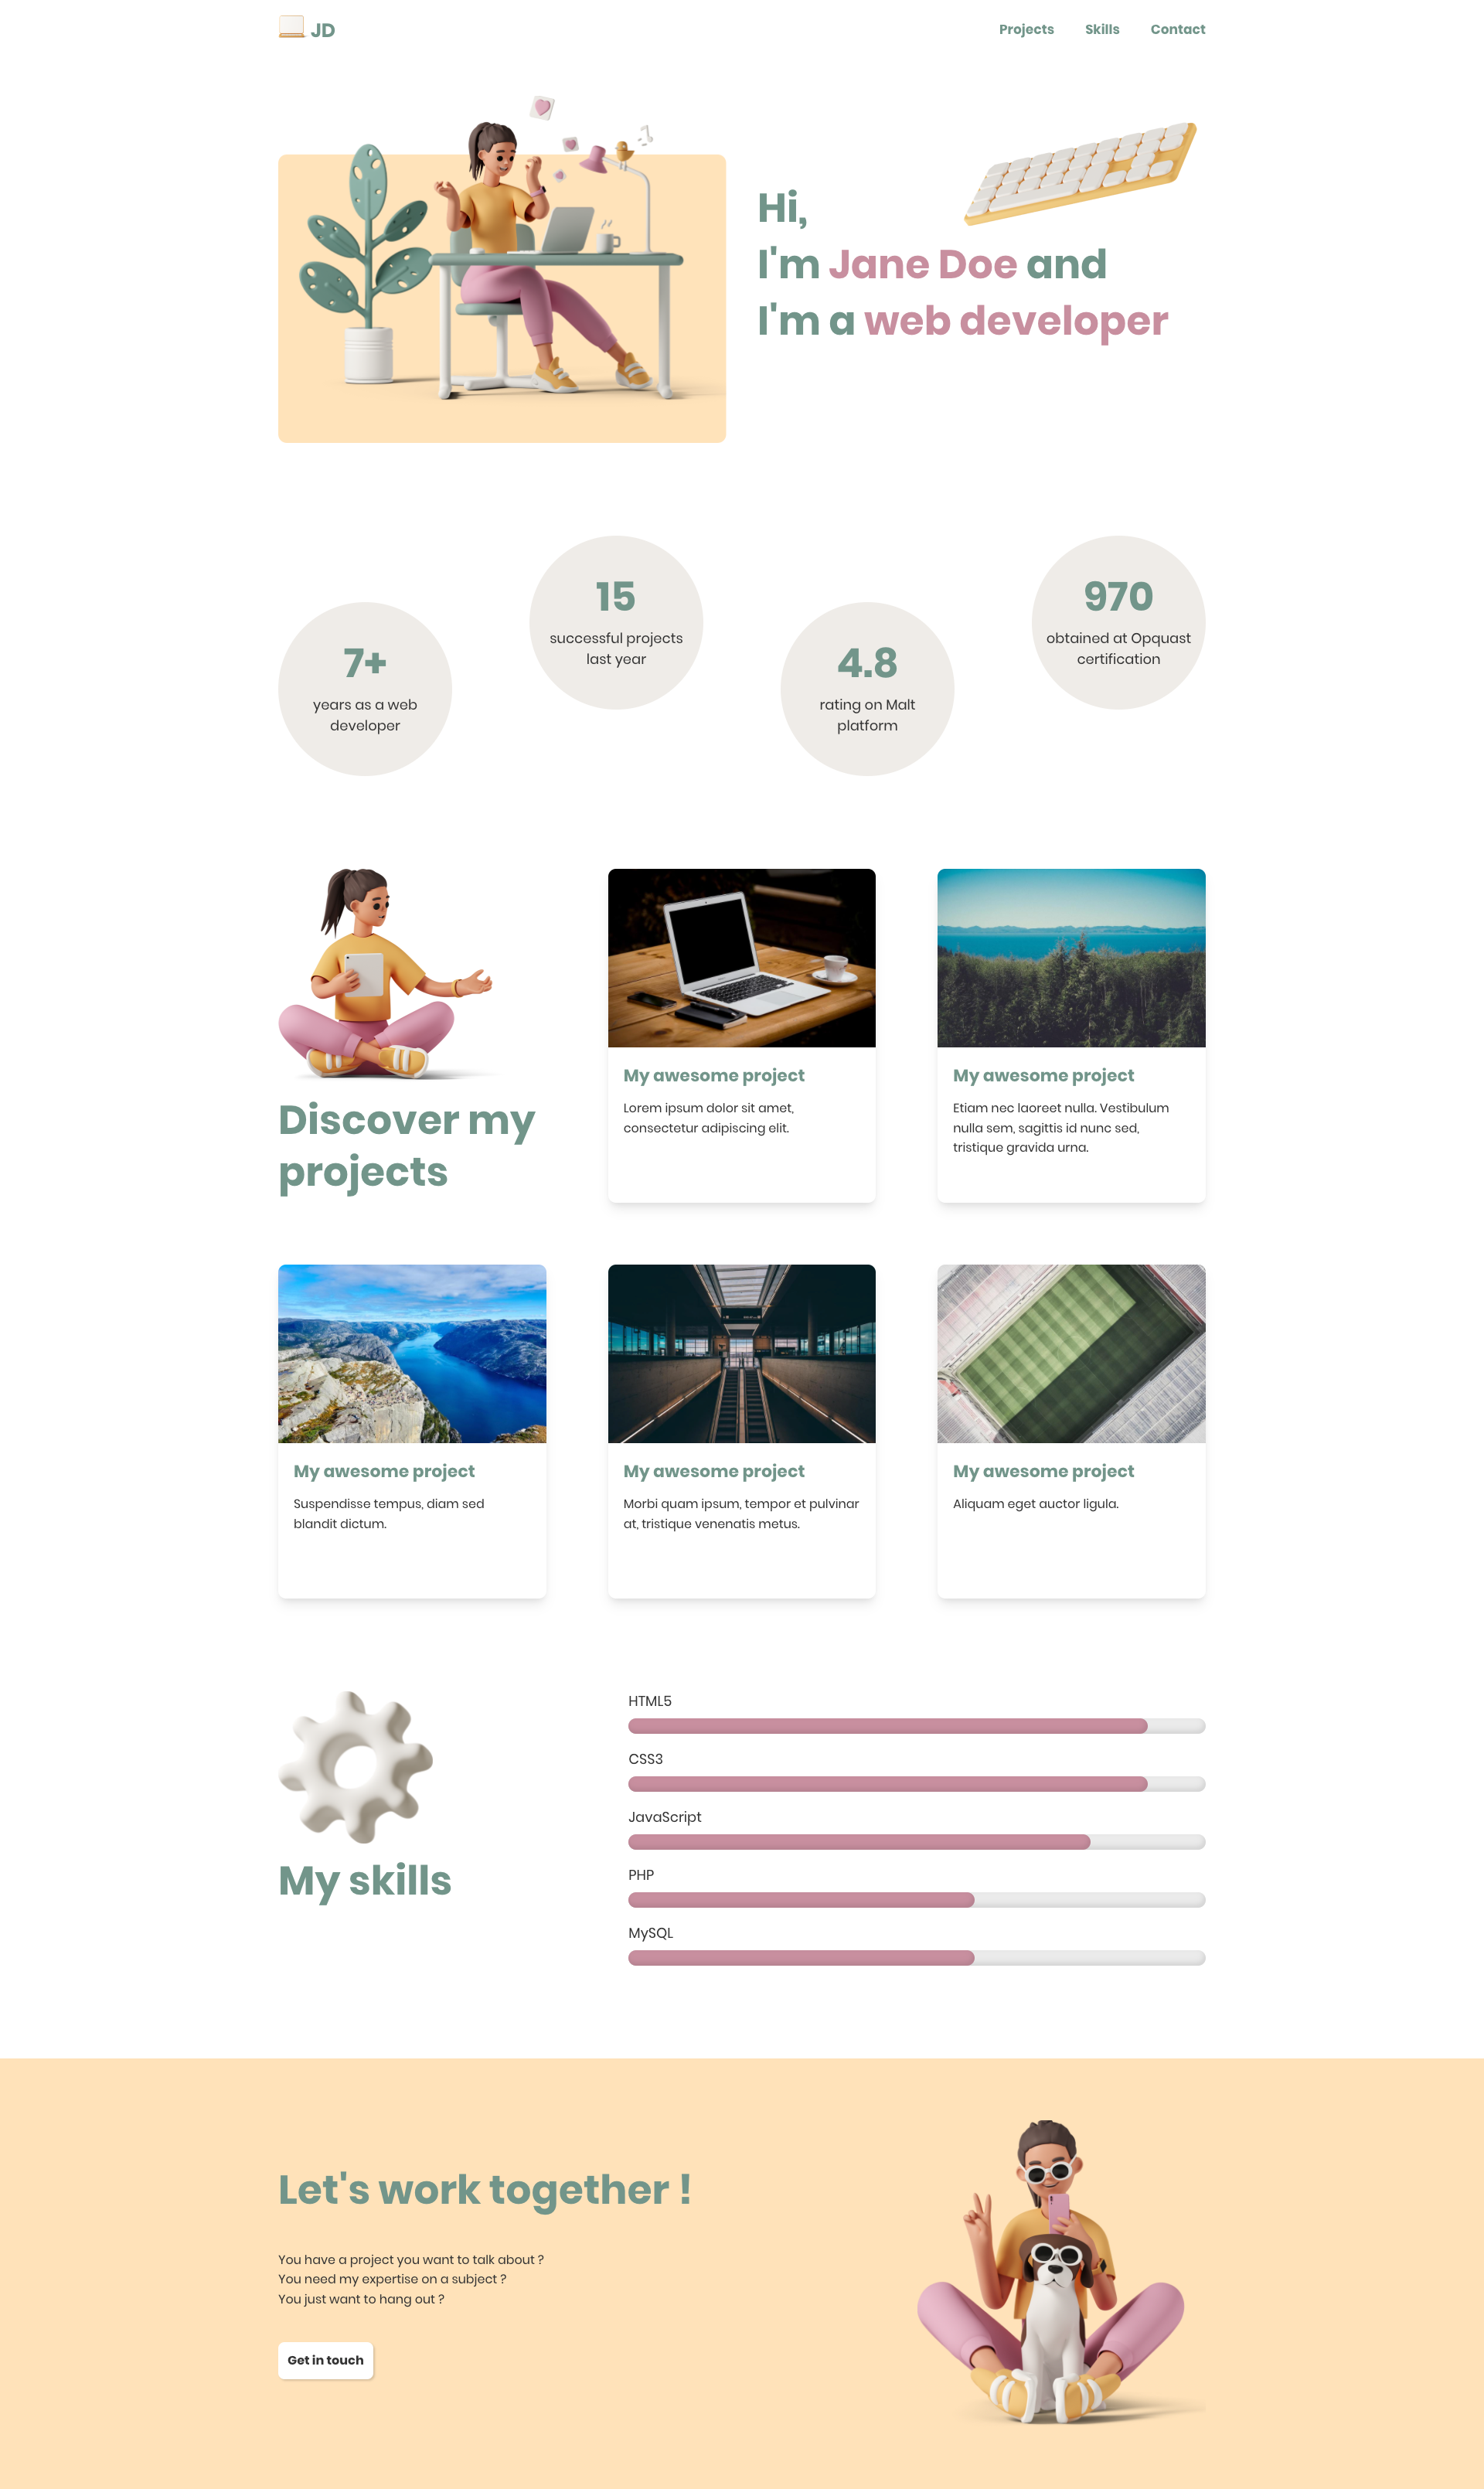 JD
Projects
Skills
Contact
Hi,
I'm Jane Doe and
I'm a web developer
7+
years as a web
developer
15
successful projects
last year
4.8
rating on Malt
platform
970
obtained at Opquast
certification
Discover my
projects
My awesome project
Lorem ipsum dolor sit amet,
consectetur adipiscing elit.
My awesome project
Etiam nec laoreet nulla. Vestibulum
nulla sem, sagittis id nunc sed,
tristique gravida urna.
My awesome project
Suspendisse tempus, diam sed
blandit dictum.
My awesome project
Morbi quam ipsum, tempor et pulvinar
at, tristique venenatis metus.
My awesome project
Aliquam eget auctor ligula.
My skills
HTML5
CSS3
JavaScript
PHP
MySQL
Let's work together !
You have a project you want to talk about ?
You need my expertise on a subject ?
You just want to hang out ?
Get in touch